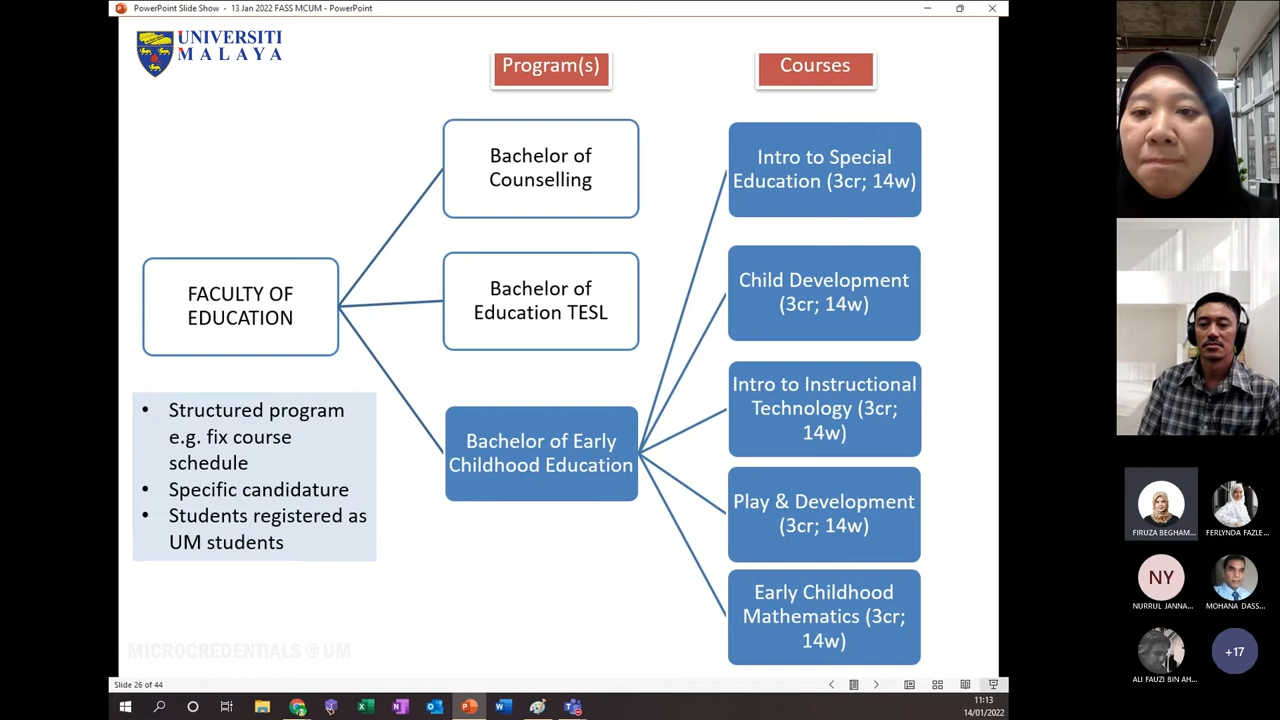 PowerPoint Slide Show - 13 Jan 2022 FASS MCUM - PowerPoint
UNIVERSITI
MALAYA
Program(s)
Courses
FACULTY OF
EDUCATION
Bachelor of
Counselling
Bachelor of
Education TESL
Bachelor of Early
Childhood Education
Intro to Special
Education (3cr; 14w)
Child Development
(3cr; 14w)
Intro to Instructional
Technology (3cr;
14w)
Play & Development
(3cr; 14w)
Early Childhood
Mathematics (3cr;
14w)
• Structured program
e.g. fix course
schedule
• Specific candidature
• Students registered as
UM students
MICROCREDENTIALS @ UM
Slide 26 of 44
11:13
14/01/2022
FIRUZA BEGHAM...
FERLYNDA FAZLE...
NY
NURRUL JANNA...
MOHANA DASS...
ALI FAUZI BIN AH...
+17